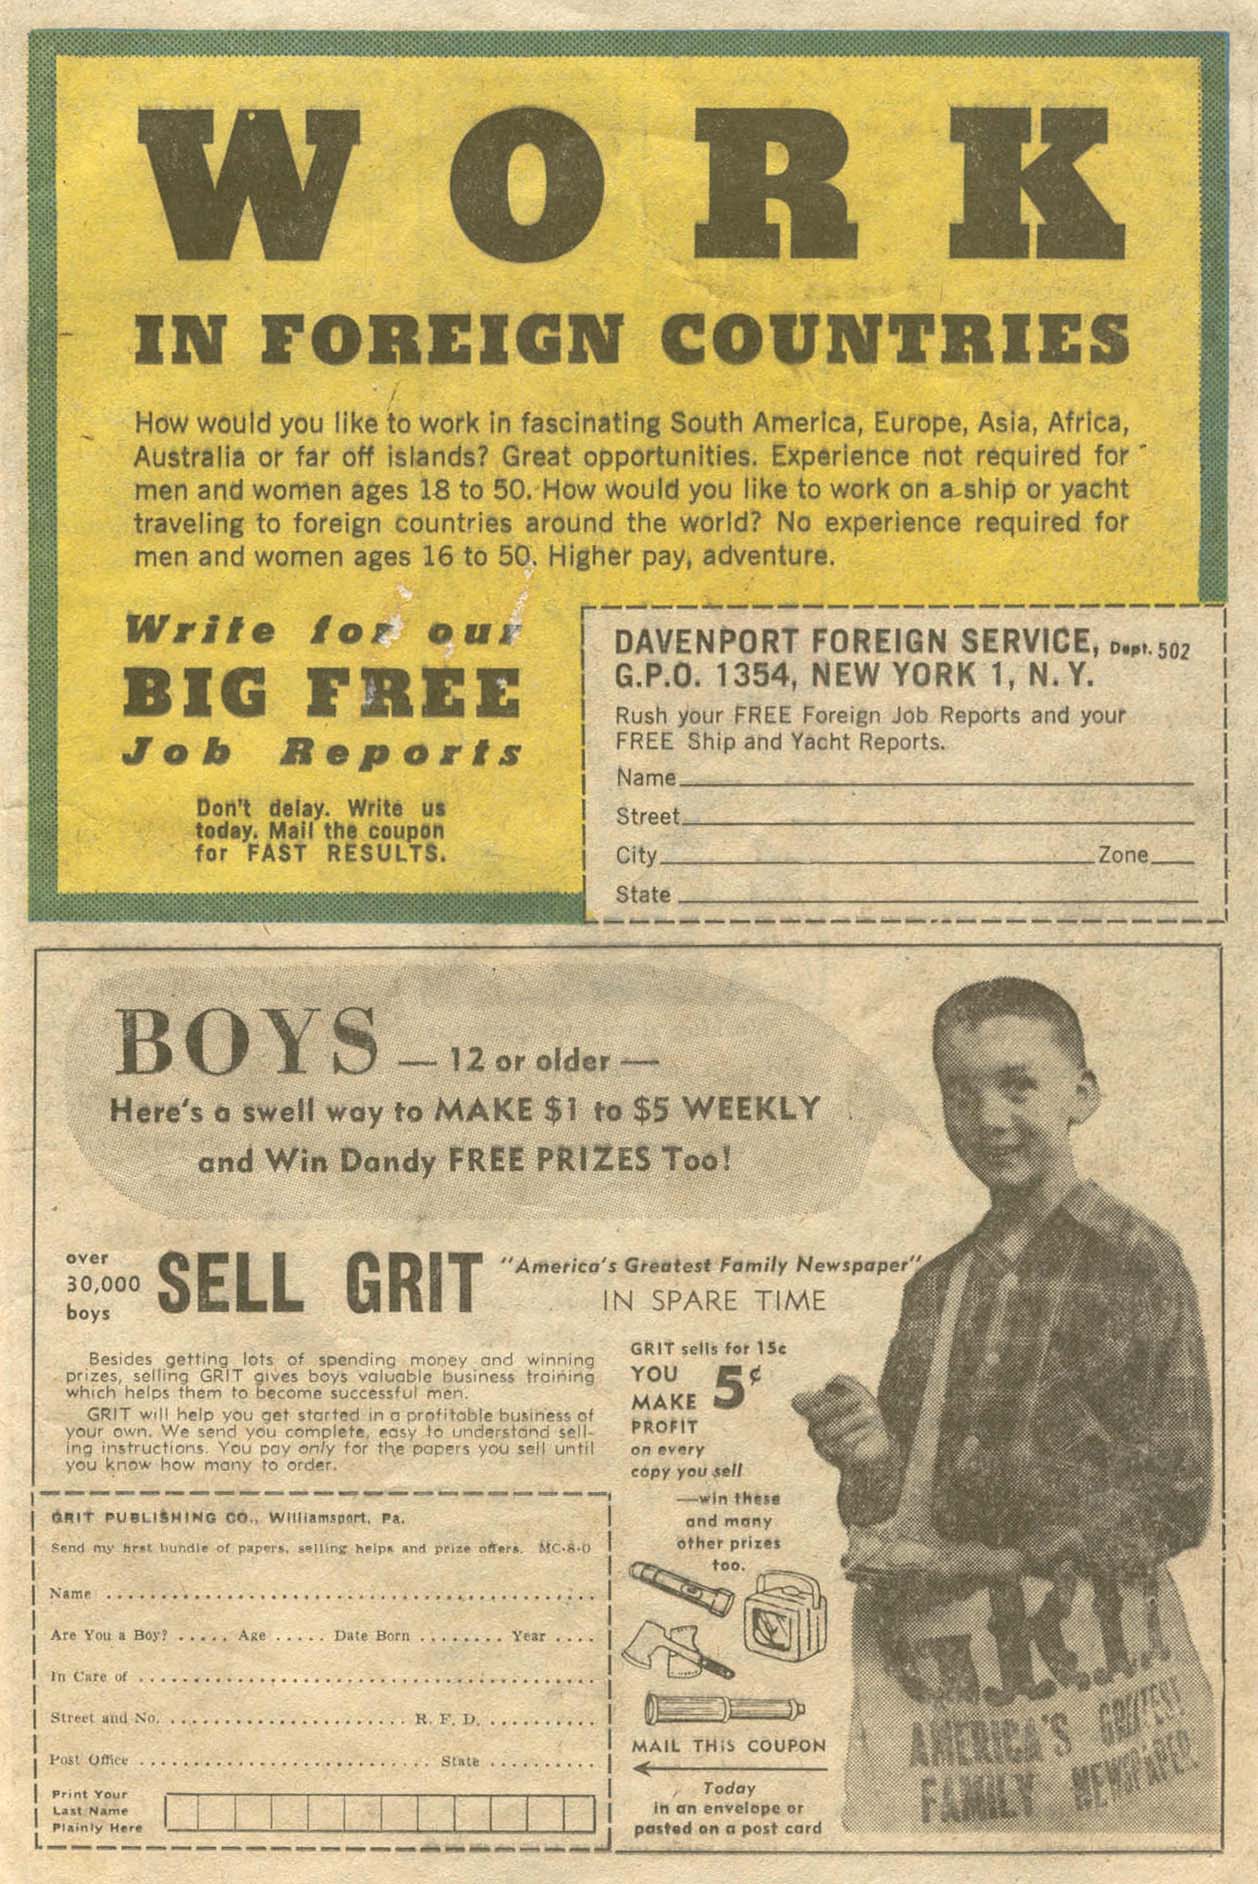 WORK
IN FOREIGN COUNTRIES
How would you like to work in fascinating South America, Europe, Asia, Africa,
Australia or far off islands? Great opportunities. Experience not required for
men and women ages 18 to 50. How would you like to work on a ship or yacht
traveling to foreign countries around the world? No experience required for
men and women ages 16 to 50. Higher pay, adventure.
Write for our
BIG FREE
Job Reports
Don't delay. Write us
today. Mail the coupon
for FAST RESULTS.
DAVENPORT FOREIGN SERVICE, Dept. 502
G.P.O. 1354, NEW YORK 1, N.Y.
Rush your FREE Foreign Job Reports and your
FREE Ship and Yacht Reports.
Name
Street
City Zone
State
BOYS — 12 or older —
Here's a swell way to MAKE $1 to $5 WEEKLY
and Win Dandy FREE PRIZES Too!
over
30,000
boys
SELL GRIT
"America's Greatest Family Newspaper"
IN SPARE TIME
Besides getting lots of spending money and winning
prizes, selling GRIT gives boys valuable business training
which helps them to become successful men.
GRIT will help you get started in a profitable business of
your own. We send you complete, easy to understand sell-
ing instructions. You pay only for the papers you sell until
you know how many to order.
GRIT sells for 15c
YOU
MAKE 5¢
PROFIT
on every
copy you sell
—win these
and many
other prizes
too.
MAIL THIS COUPON
Today
in an envelope or
pasted on a post card
GRIT PUBLISHING CO., Williamsport, Pa.
Send my first bundle of papers, selling helps and prize offers. MC-8-0
Name
Are You a Boy? ..... Age ..... Date Born ........ Year ....
In Care of
Street and No. R. F. D.
Post Office State
Print Your
Last Name
Plainly Here
GRIT
AMERICA'S GREATEST
FAMILY NEWSPAPER